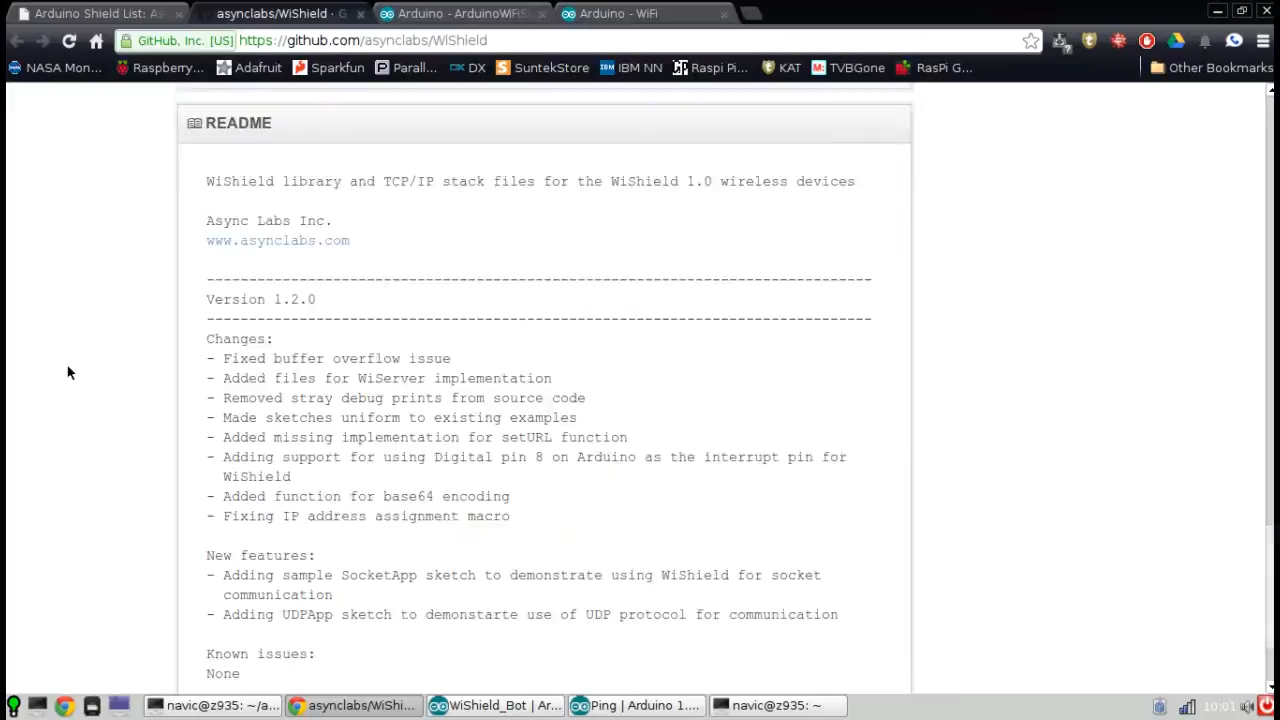 Arduino Shield List: As
asynclabs/WiShield · G
Arduino - ArduinoWiFiS
Arduino - WiFi
GitHub, Inc. [US]
https://github.com/asynclabs/WiShield
NASA Mon...
Raspberry...
Adafruit
Sparkfun
Parall...
DX
SuntekStore
IBM NN
Raspi Pi...
KAT
TVBGone
RasPi G...
Other Bookmarks
README
WiShield library and TCP/IP stack files for the WiShield 1.0 wireless devices
Async Labs Inc.
www.asynclabs.com
-------------------------------------------------------------------------------
Version 1.2.0
-------------------------------------------------------------------------------
Changes:
- Fixed buffer overflow issue
- Added files for WiServer implementation
- Removed stray debug prints from source code
- Made sketches uniform to existing examples
- Added missing implementation for setURL function
- Adding support for using Digital pin 8 on Arduino as the interrupt pin for
WiShield
- Added function for base64 encoding
- Fixing IP address assignment macro
New features:
- Adding sample SocketApp sketch to demonstrate using WiShield for socket
communication
- Adding UDPApp sketch to demonstarte use of UDP protocol for communication
Known issues:
None
navic@z935: ~/a...
asynclabs/WiShi...
WiShield_Bot | Ar...
Ping | Arduino 1....
navic@z935: ~
10:01